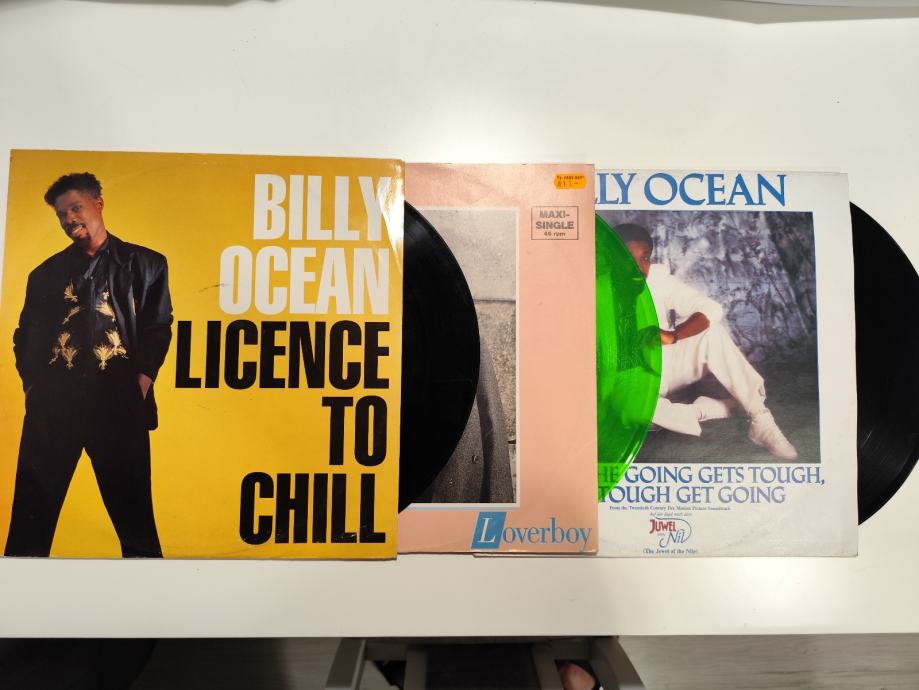 BILLY
OCEAN
LICENCE
TO
CHILL
MAXI-
SINGLE
45 rpm
Loverboy
LY OCEAN
HE GOING GETS TOUGH,
TOUGH GET GOING
From the Twentieth Century Fox Motion Picture Soundtrack
JUWEL
NIL
(The Jewel of the Nile)